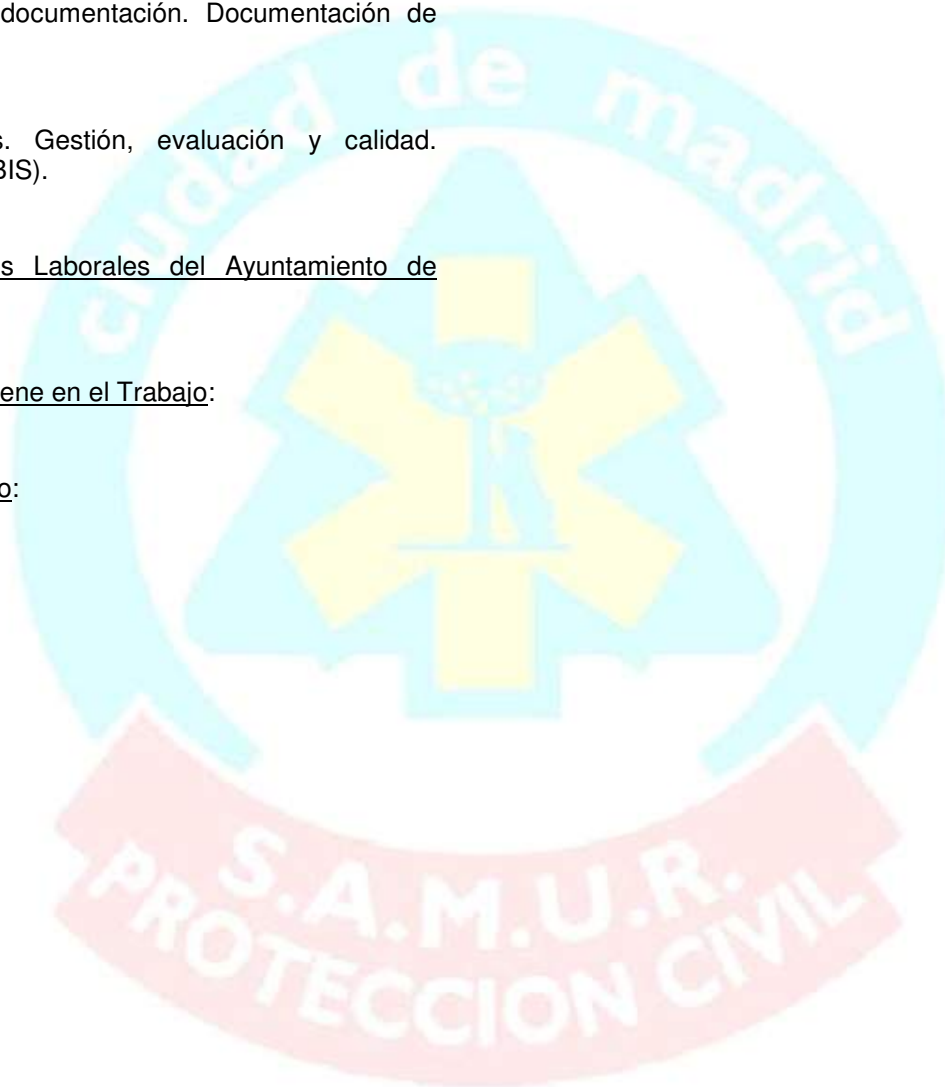 documentación. Documentación de
s. Gestión, evaluación y calidad.
BIS).
s Laborales del Ayuntamiento de
ene en el Trabajo:
o:
ciudad de madrid
S.A.M.U.R.
PROTECCION CIVIL